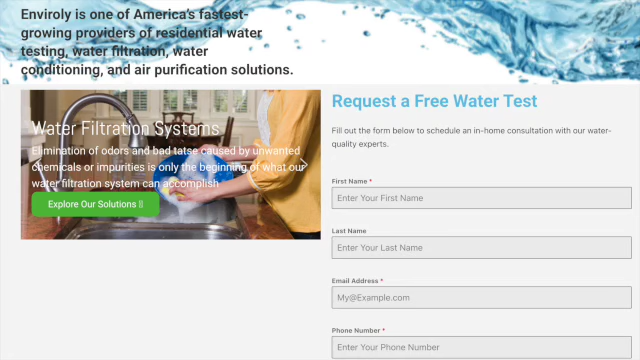 Enviroly is one of America's fastest-
growing providers of residential water
testing, water filtration, water
conditioning, and air purification solutions.
Water Filtration Systems
Elimination of odors and bad tatse caused by unwanted
chemicals or impurities is only the beginning of what our
water filtration system can accomplish
Explore Our Solutions
Request a Free Water Test
Fill out the form below to schedule an in-home consultation with our water-
quality experts.
First Name *
Enter Your First Name
Last Name
Enter Your Last Name
Email Address *
My@Example.com
Phone Number *
Enter Your Phone Number